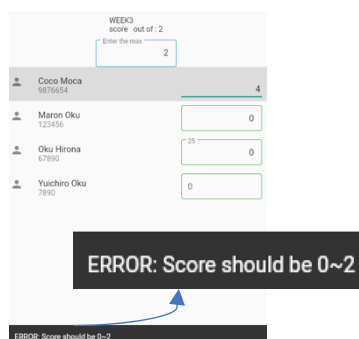 WEEK3
score out of : 2
Enter the max
2
Coco Moca
9876654
4
Maron Oku
123456
0
Oku Hirona
67890
25
0
Yuichiro Oku
7890
0
ERROR: Score should be 0~2
ERROR: Score should be 0~2